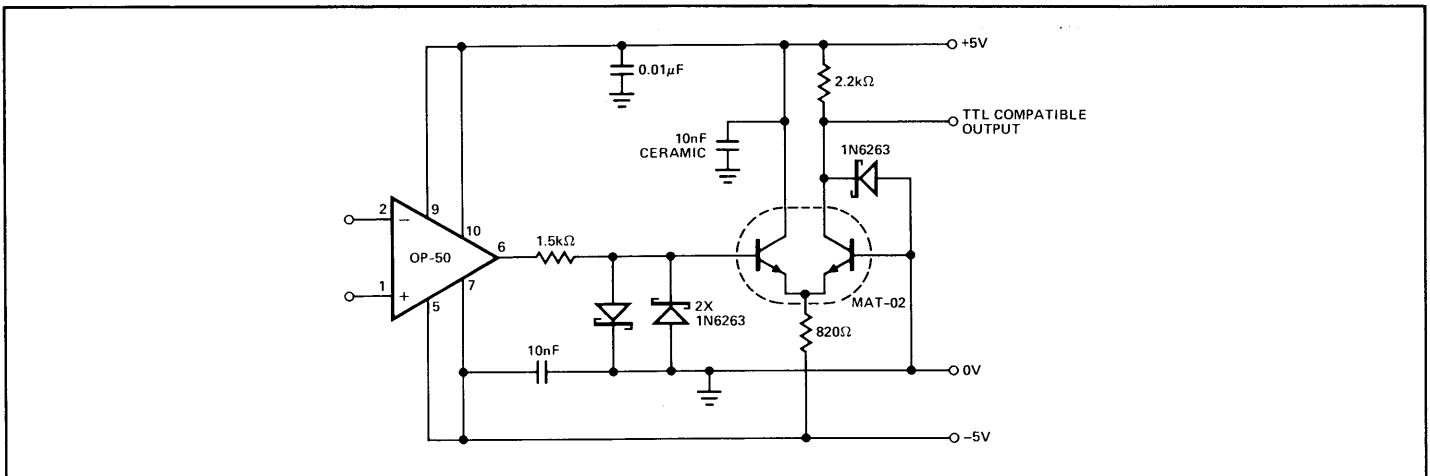 +5V
0.01µF
2.2kΩ
TTL COMPATIBLE
OUTPUT
10nF
CERAMIC
1N6263
2
−
9
10
OP-50
6
1.5kΩ
1
+
5
7
2X
1N6263
MAT-02
820Ω
10nF
0V
−5V